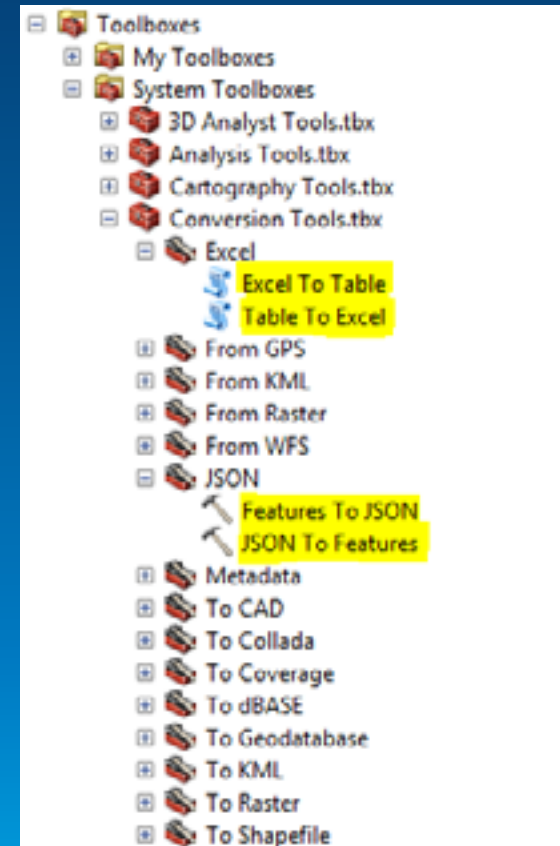 Toolboxes
My Toolboxes
System Toolboxes
3D Analyst Tools.tbx
Analysis Tools.tbx
Cartography Tools.tbx
Conversion Tools.tbx
Excel
Excel To Table
Table To Excel
From GPS
From KML
From Raster
From WFS
JSON
Features To JSON
JSON To Features
Metadata
To CAD
To Collada
To Coverage
To dBASE
To Geodatabase
To KML
To Raster
To Shapefile